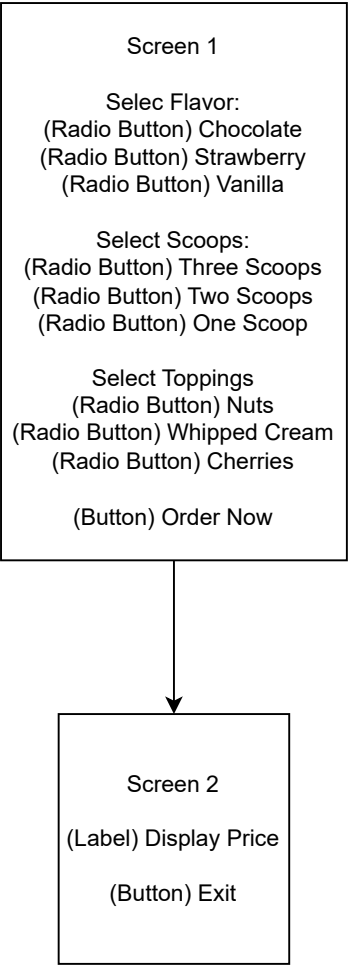 Screen 1
Selec Flavor:
(Radio Button) Chocolate
(Radio Button) Strawberry
(Radio Button) Vanilla
Select Scoops:
(Radio Button) Three Scoops
(Radio Button) Two Scoops
(Radio Button) One Scoop
Select Toppings
(Radio Button) Nuts
(Radio Button) Whipped Cream
(Radio Button) Cherries
(Button) Order Now
Screen 2
(Label) Display Price
(Button) Exit